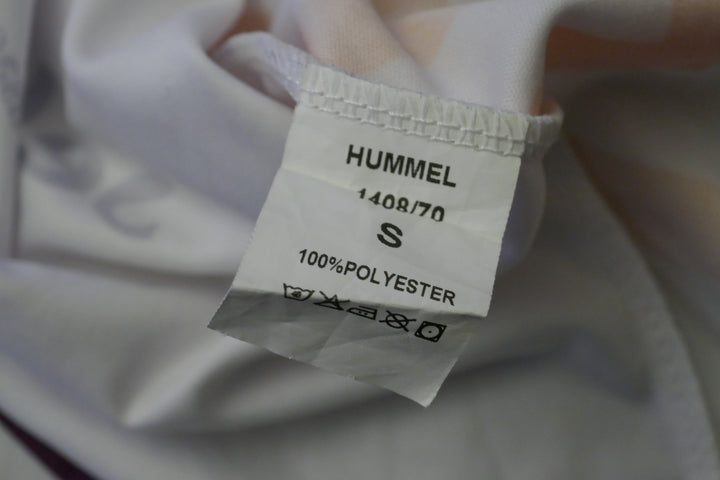 HUMMEL
1408/70
S
100%POLYESTER